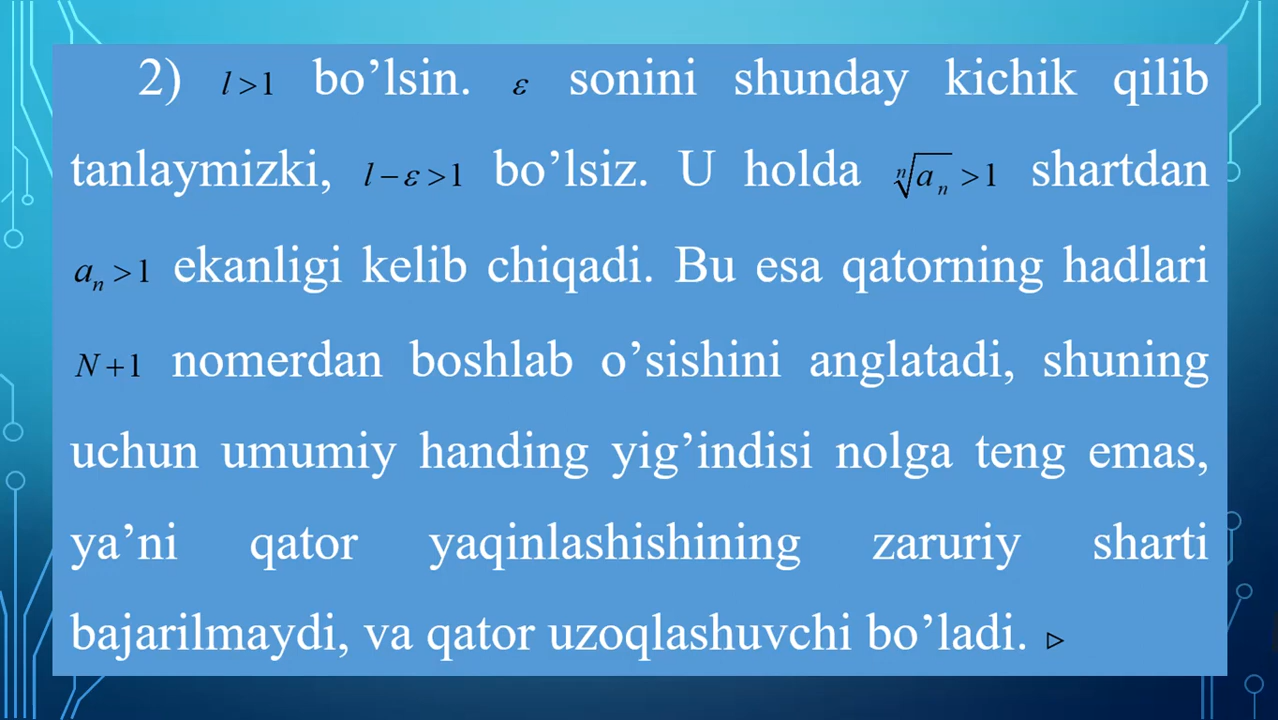 2) l > 1 bo’lsin. ε sonini shunday kichik qilib
tanlaymizki, l − ε > 1 bo’lsiz. U holda ⁿ√aₙ > 1 shartdan
aₙ > 1 ekanligi kelib chiqadi. Bu esa qatorning hadlari
N + 1 nomerdan boshlab o’sishini anglatadi, shuning
uchun umumiy handing yig’indisi nolga teng emas,
ya’ni qator yaqinlashishining zaruriy sharti
bajarilmaydi, va qator uzoqlashuvchi bo’ladi. ▷